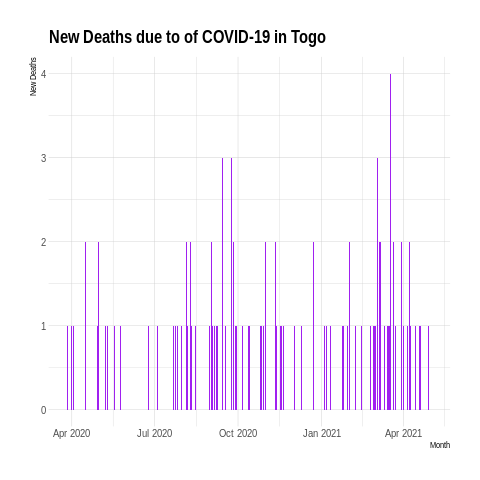 New Deaths due to of COVID-19 in Togo
New Deaths
4
3
2
1
0
Apr 2020 Jul 2020 Oct 2020 Jan 2021 Apr 2021
Month